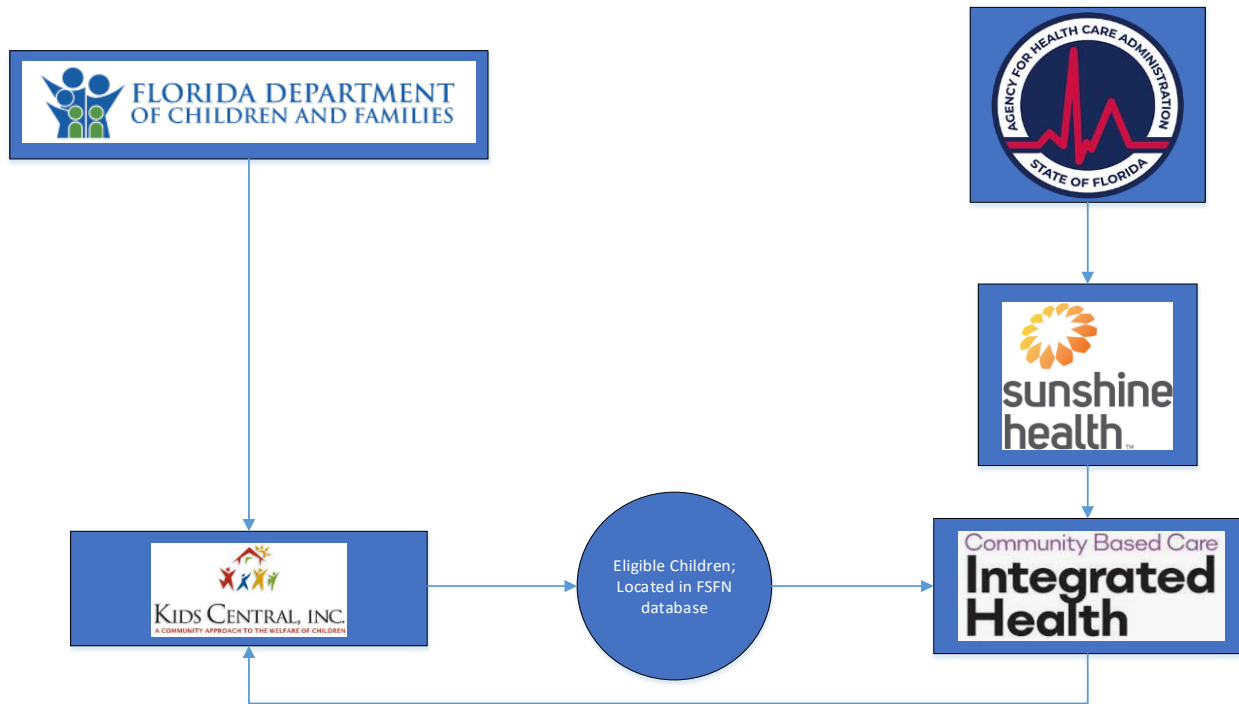 FLORIDA DEPARTMENT
OF CHILDREN AND FAMILIES
AGENCY FOR HEALTH CARE ADMINISTRATION
STATE OF FLORIDA
sunshine
health™
KIDS CENTRAL, INC.
A COMMUNITY APPROACH TO THE WELFARE OF CHILDREN
Eligible Children;
Located in FSFN
database
Community Based Care
Integrated
Health